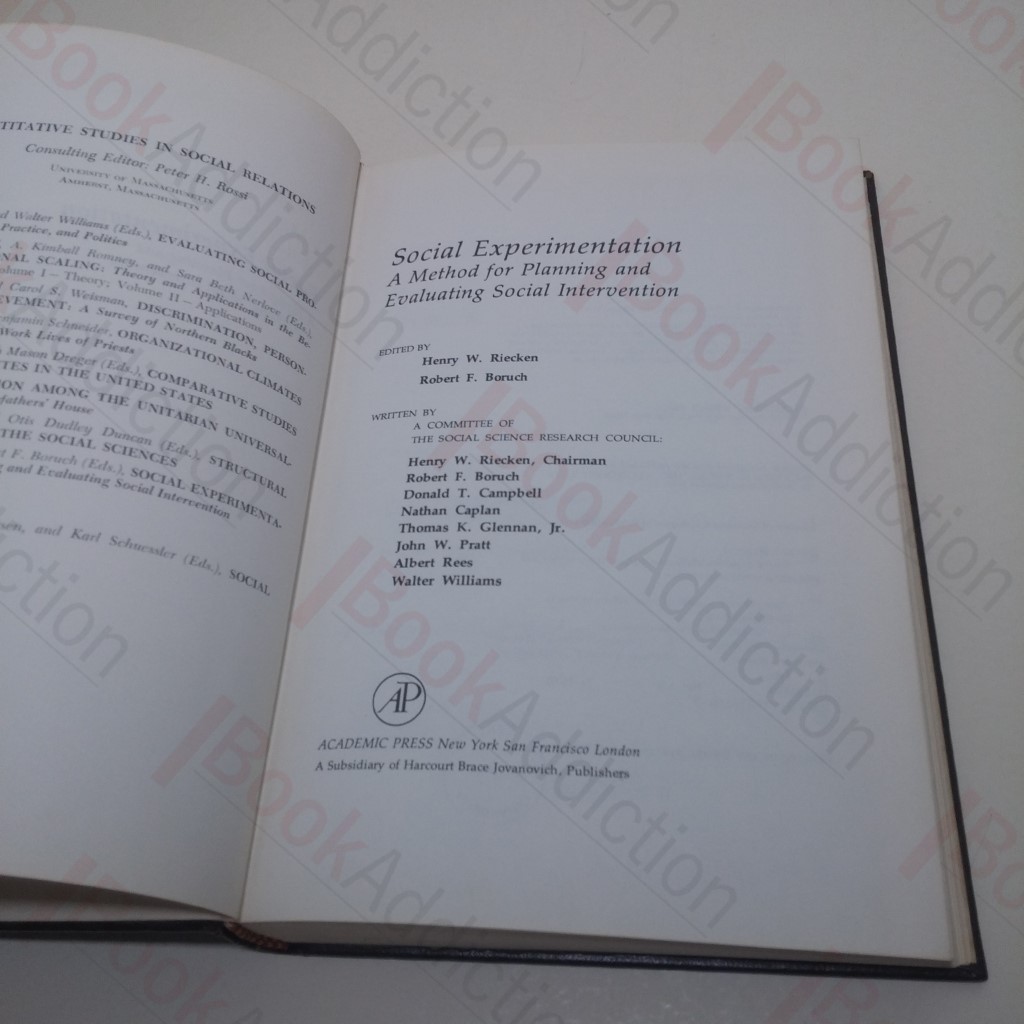 TITATIVE STUDIES IN SOCIAL RELATIONS
Consulting Editor: Peter H. Rossi
UNIVERSITY OF MASSACHUSETTS
AMHERST, MASSACHUSETTS
d Walter Williams (Eds.), EVALUATING SOCIAL PRO-
Practice, and Politics
A. Kimball Romney, and Sara Beth Nerlove (Eds.),
NAL SCALING: Theory and Applications in the Be-
olume I – Theory; Volume II – Applications
Carol S. Weisman, DISCRIMINATION, PERSON-
EVEMENT: A Survey of Northern Blacks
enjamin Schneider, ORGANIZATIONAL CLIMATES
Work Lives of Priests
Mason Dreger (Eds.), COMPARATIVE STUDIES
TES IN THE UNITED STATES
ION AMONG THE UNITARIAN UNIVERSAL
fathers' House
Otis Dudley Duncan (Eds.), STRUCTURAL
THE SOCIAL SCIENCES
t F. Boruch (Eds.), SOCIAL EXPERIMENTA-
g and Evaluating Social Intervention
sen, and Karl Schuessler (Eds.), SOCIAL
Social Experimentation
A Method for Planning and
Evaluating Social Intervention
EDITED BY
Henry W. Riecken
Robert F. Boruch
WRITTEN BY
A COMMITTEE OF
THE SOCIAL SCIENCE RESEARCH COUNCIL:
Henry W. Riecken, Chairman
Robert F. Boruch
Donald T. Campbell
Nathan Caplan
Thomas K. Glennan, Jr.
John W. Pratt
Albert Rees
Walter Williams
AP
ACADEMIC PRESS New York San Francisco London
A Subsidiary of Harcourt Brace Jovanovich, Publishers
BookAddiction